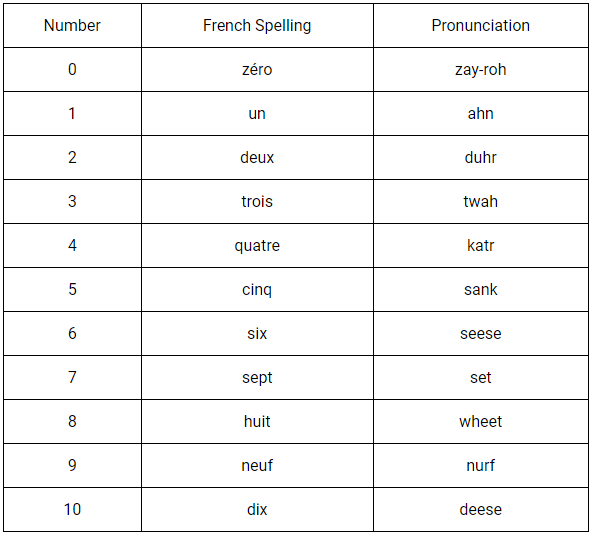 Number French Spelling Pronunciation
0 zéro zay-roh
1 un ahn
2 deux duhr
3 trois twah
4 quatre katr
5 cinq sank
6 six seese
7 sept set
8 huit wheet
9 neuf nurf
10 dix deese